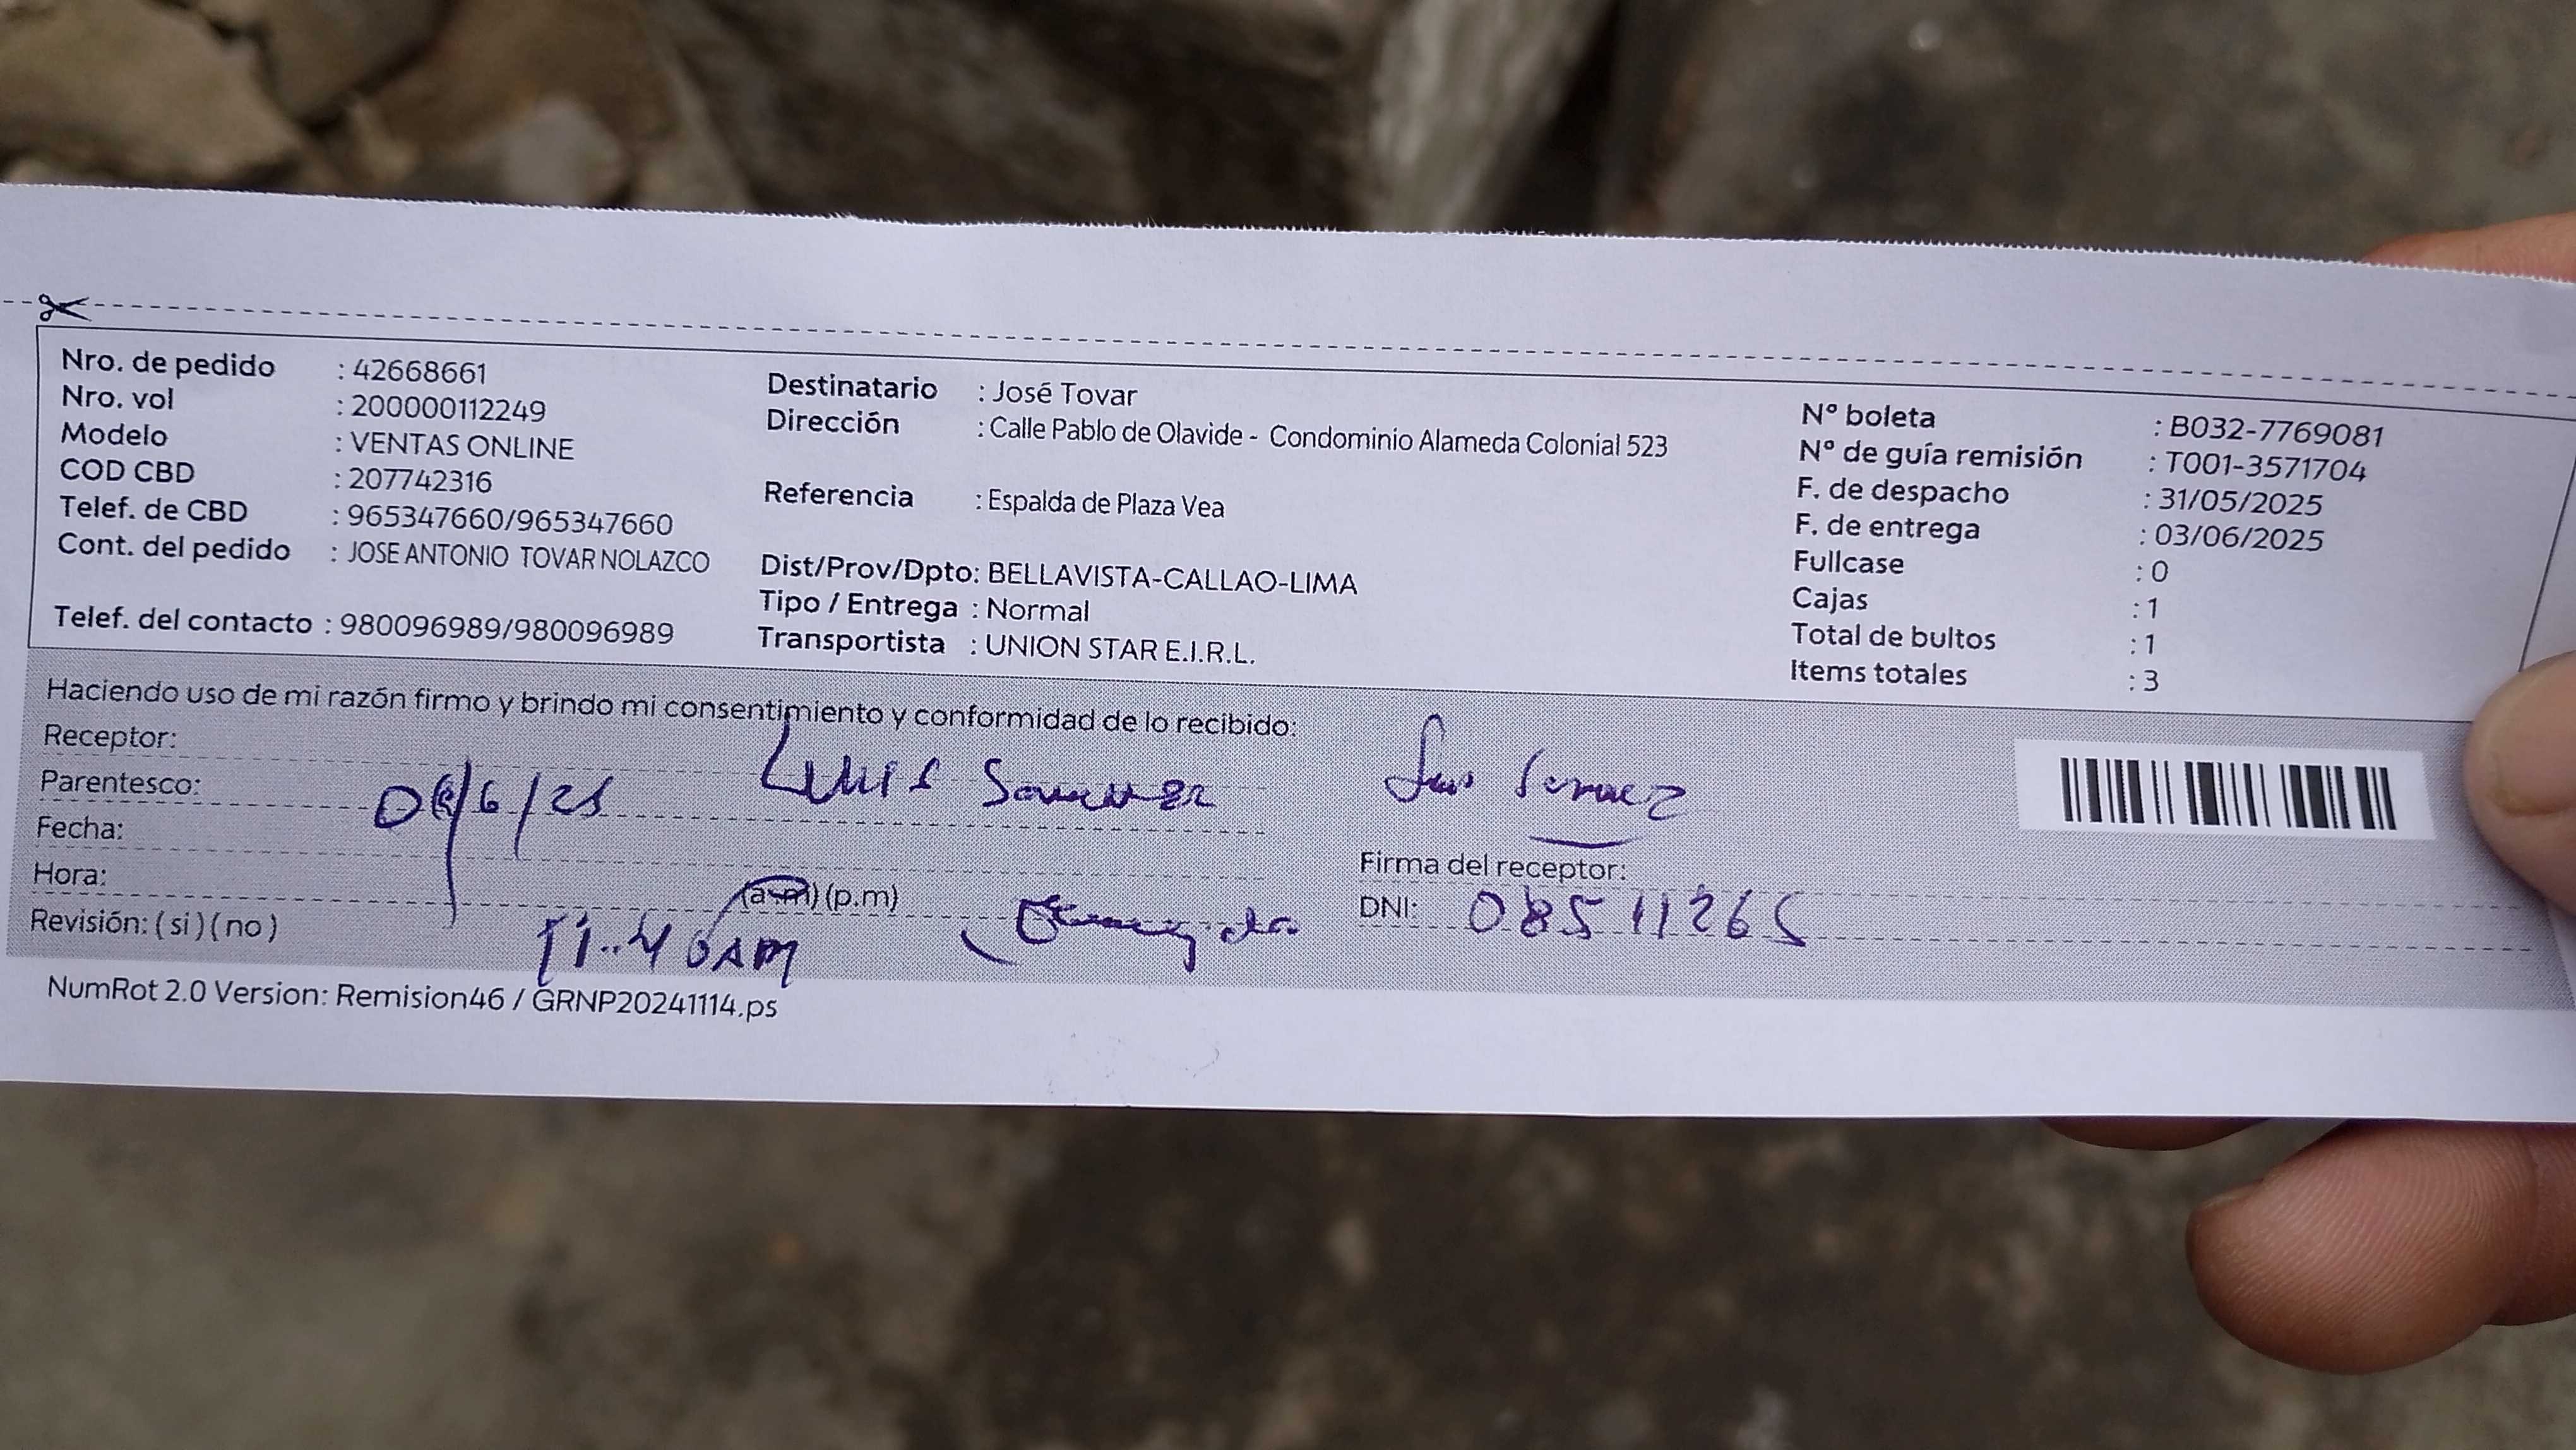 Nro. de pedido : 42668661
Nro. vol : 200000112249
Modelo : VENTAS ONLINE
COD CBD : 207742316
Telef. de CBD : 965347660/965347660
Cont. del pedido : JOSE ANTONIO TOVAR NOLAZCO
Telef. del contacto : 980096989/980096989
Destinatario : José Tovar
Dirección : Calle Pablo de Olavide - Condominio Alameda Colonial 523
Referencia : Espalda de Plaza Vea
Dist/Prov/Dpto: BELLAVISTA-CALLAO-LIMA
Tipo / Entrega : Normal
Transportista : UNION STAR E.I.R.L.
N° boleta : B032-7769081
N° de guía remisión : T001-3571704
F. de despacho : 31/05/2025
F. de entrega : 03/06/2025
Fullcase : 0
Cajas : 1
Total de bultos : 1
Items totales : 3
Haciendo uso de mi razón firmo y brindo mi consentimiento y conformidad de lo recibido:
Receptor: Luis
Parentesco:
Fecha:
Hora: (a.m) (p.m)
11:40 AM
Revisión: ( si ) ( no )
Firma del receptor:
DNI: 08511265
NumRot 2.0 Version: Remision46 / GRNP20241114.ps